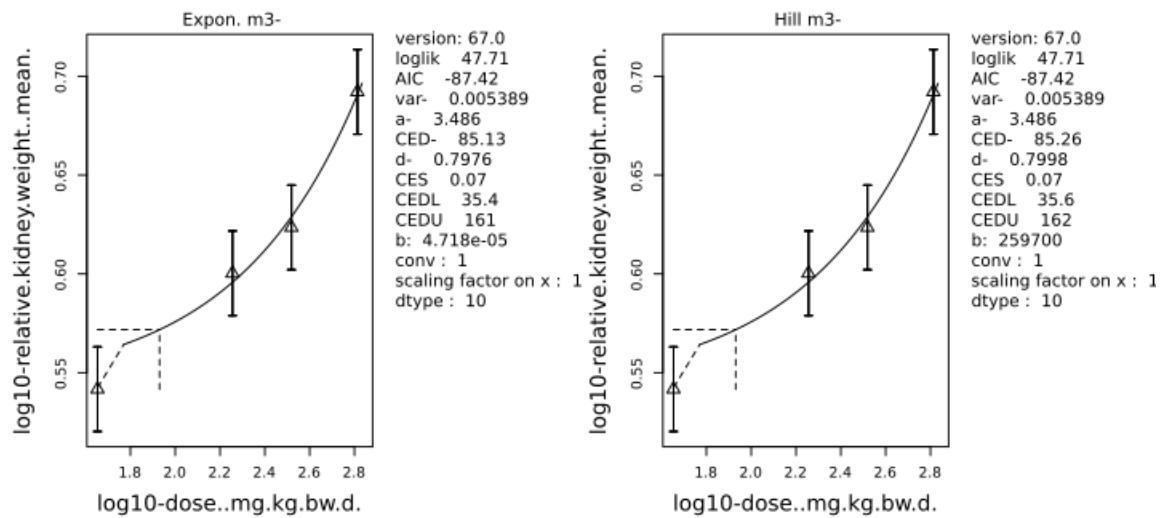 Expon. m3-
version: 67.0
loglik 47.71
AIC -87.42
var- 0.005389
a- 3.486
CED- 85.13
d- 0.7976
CES 0.07
CEDL 35.4
CEDU 161
b: 4.718e-05
conv : 1
scaling factor on x : 1
dtype : 10
log10-relative.kidney.weight..mean.
0.70
0.65
0.60
0.55
1.8 2.0 2.2 2.4 2.6 2.8
log10-dose..mg.kg.bw.d.
Hill m3-
version: 67.0
loglik 47.71
AIC -87.42
var- 0.005389
a- 3.486
CED- 85.26
d- 0.7998
CES 0.07
CEDL 35.6
CEDU 162
b: 259700
conv : 1
scaling factor on x : 1
dtype : 10
log10-relative.kidney.weight..mean.
0.70
0.65
0.60
0.55
1.8 2.0 2.2 2.4 2.6 2.8
log10-dose..mg.kg.bw.d.